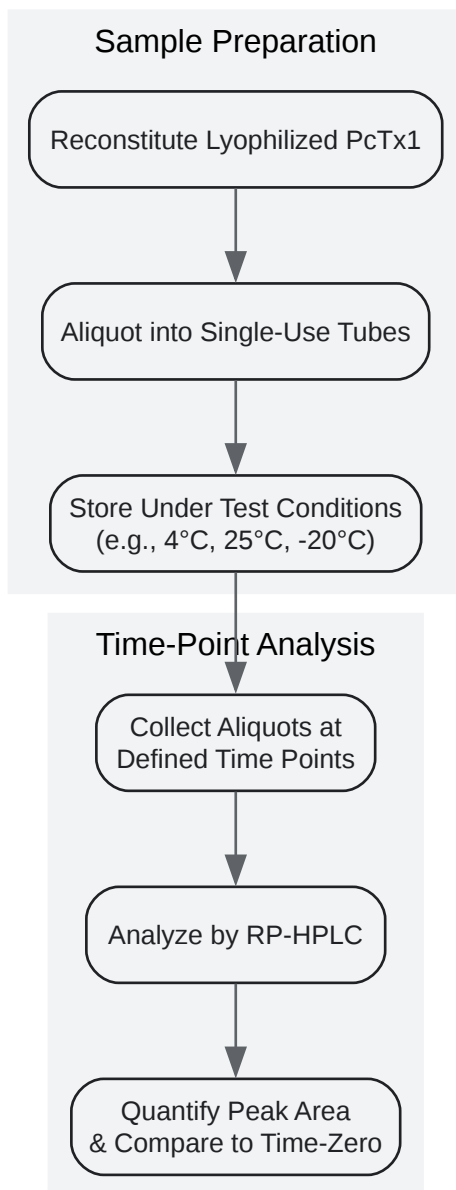 Sample Preparation
Reconstitute Lyophilized PcTx1
Aliquot into Single-Use Tubes
Store Under Test Conditions
(e.g., 4°C, 25°C, -20°C)
Time-Point Analysis
Collect Aliquots at
Defined Time Points
Analyze by RP-HPLC
Quantify Peak Area
& Compare to Time-Zero